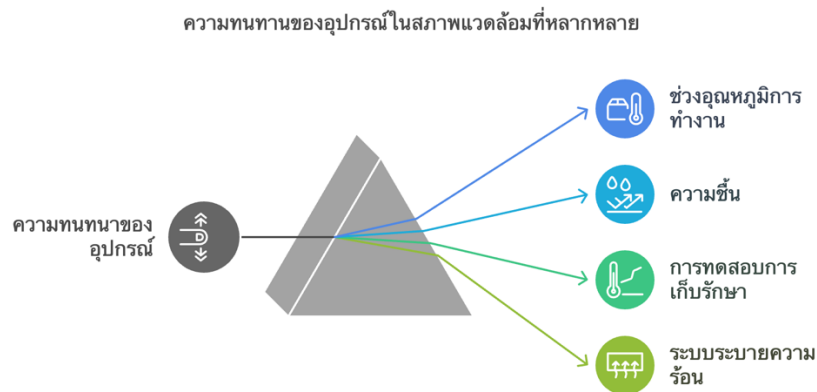 ความทนทานของอุปกรณ์ในสภาพแวดล้อมที่หลากหลาย
ความทนทนาของ
อุปกรณ์
ช่วงอุณหภูมิการ
ทำงาน
ความชื้น
การทดสอบการ
เก็บรักษา
ระบบระบายความ
ร้อน